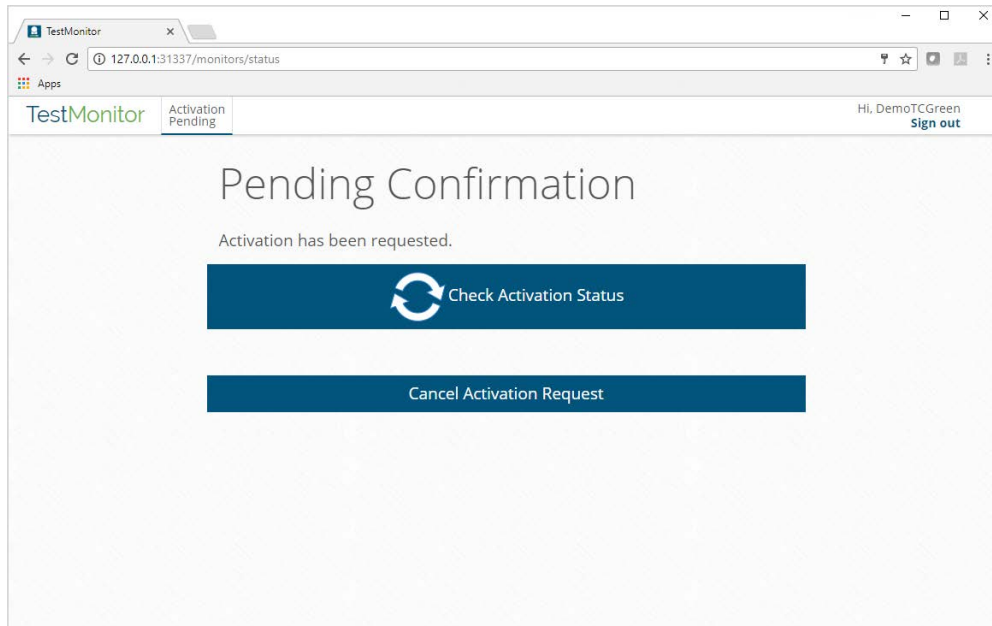 TestMonitor
127.0.0.1:31337/monitors/status
Apps
TestMonitor
Activation
Pending
Hi, DemoTCGreen
Sign out
Pending Confirmation
Activation has been requested.
Check Activation Status
Cancel Activation Request